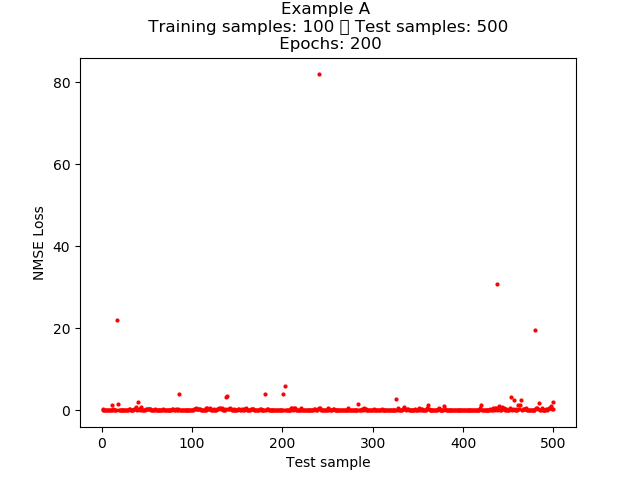 Example A
Training samples: 100 ▯ Test samples: 500
Epochs: 200
80
60
40
20
0
NMSE Loss
0 100 200 300 400 500
Test sample